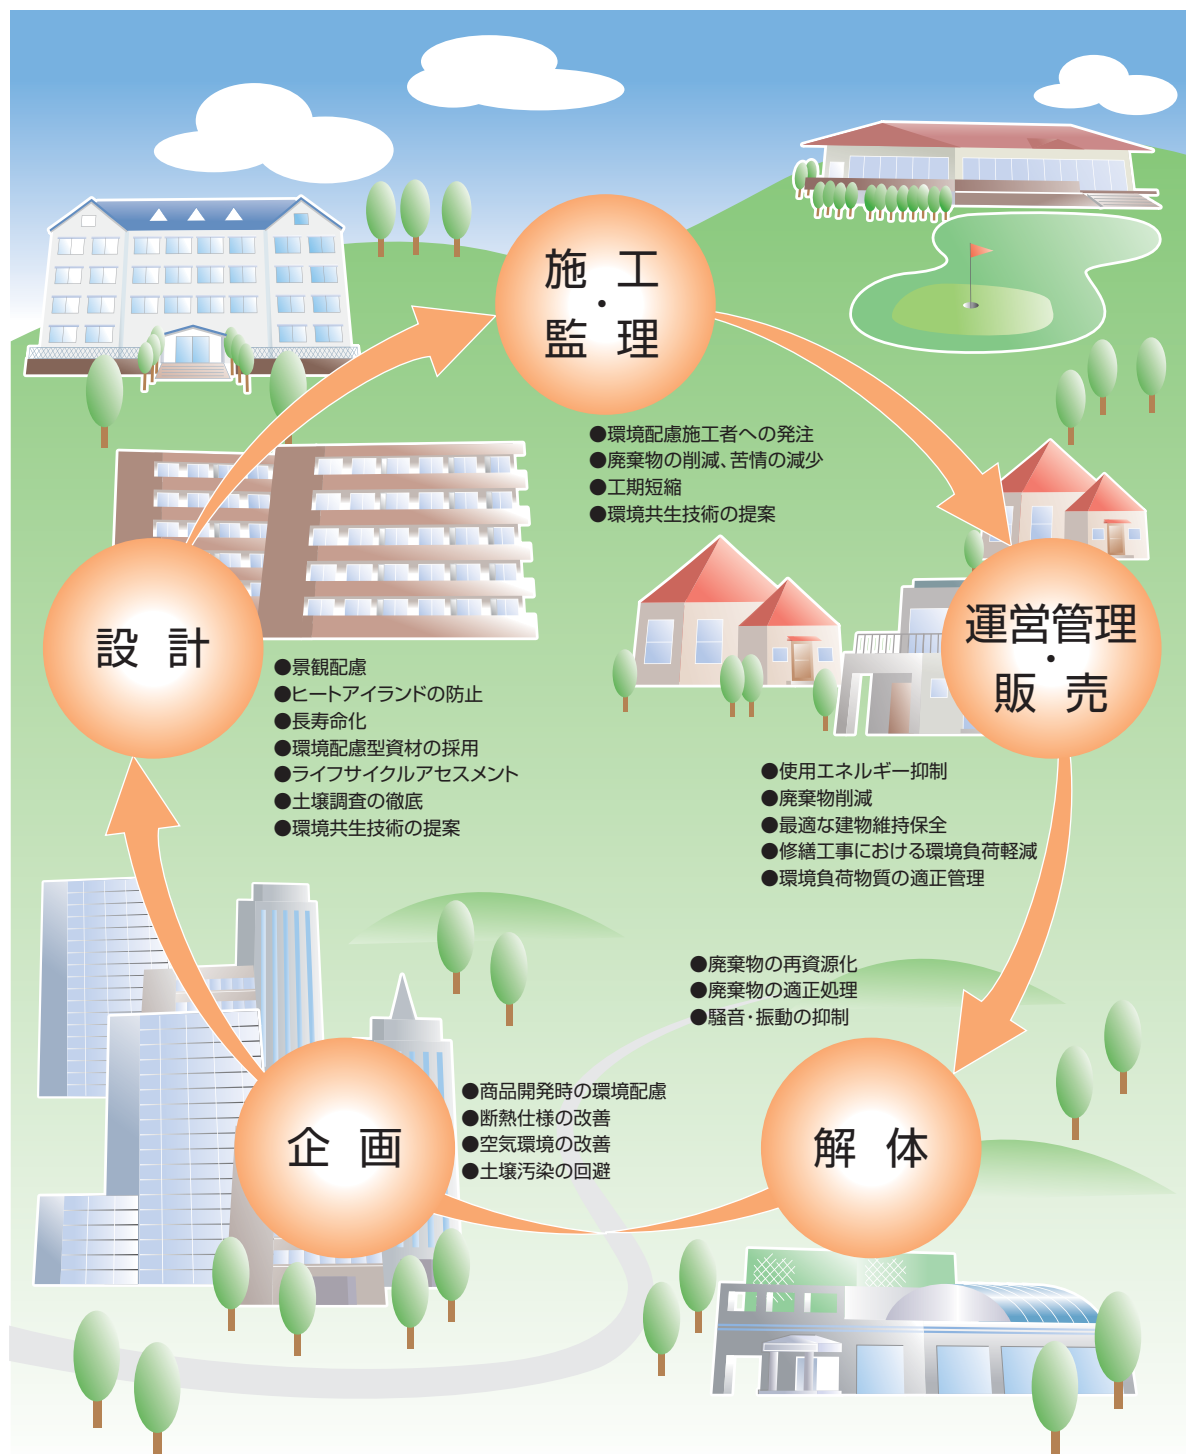 施工
・
監理
●環境配慮施工者への発注
●廃棄物の削減、苦情の減少
●工期短縮
●環境共生技術の提案
運営管理
・
販売
●使用エネルギー抑制
●廃棄物削減
●最適な建物維持保全
●修繕工事における環境負荷軽減
●環境負荷物質の適正管理
設計
●景観配慮
●ヒートアイランドの防止
●長寿命化
●環境配慮型資材の採用
●ライフサイクルアセスメント
●土壌調査の徹底
●環境共生技術の提案
●廃棄物の再資源化
●廃棄物の適正処理
●騒音・振動の抑制
解体
企画
●商品開発時の環境配慮
●断熱仕様の改善
●空気環境の改善
●土壌汚染の回避